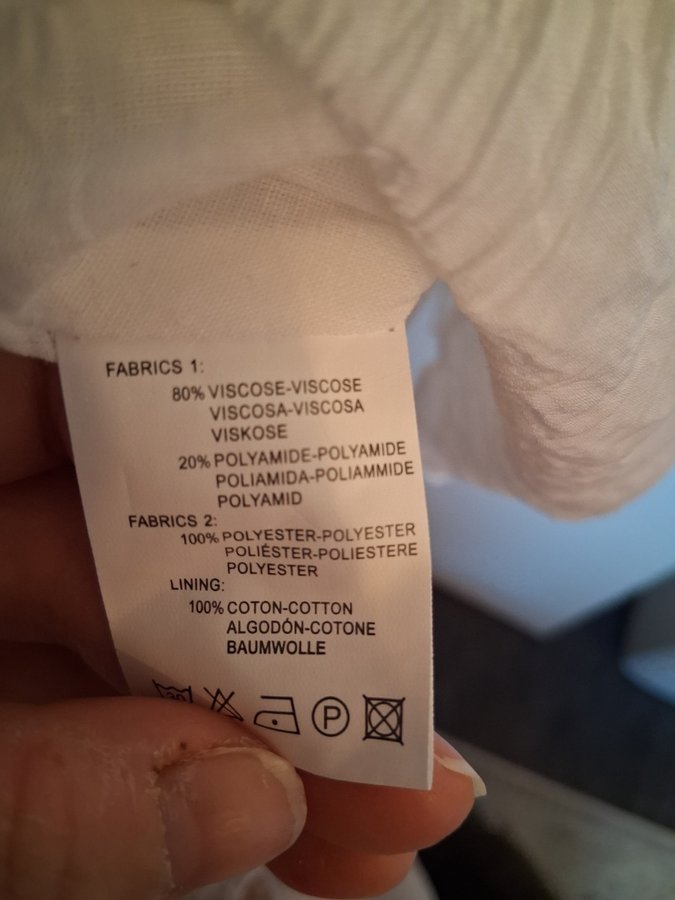 FABRICS 1:
80% VISCOSE-VISCOSE
VISCOSA-VISCOSA
VISKOSE
20% POLYAMIDE-POLYAMIDE
POLIAMIDA-POLIAMMIDE
POLYAMID
FABRICS 2:
100% POLYESTER-POLYESTER
POLIÉSTER-POLIESTERE
POLYESTER
LINING:
100% COTON-COTTON
ALGODÓN-COTONE
BAUMWOLLE
30 P